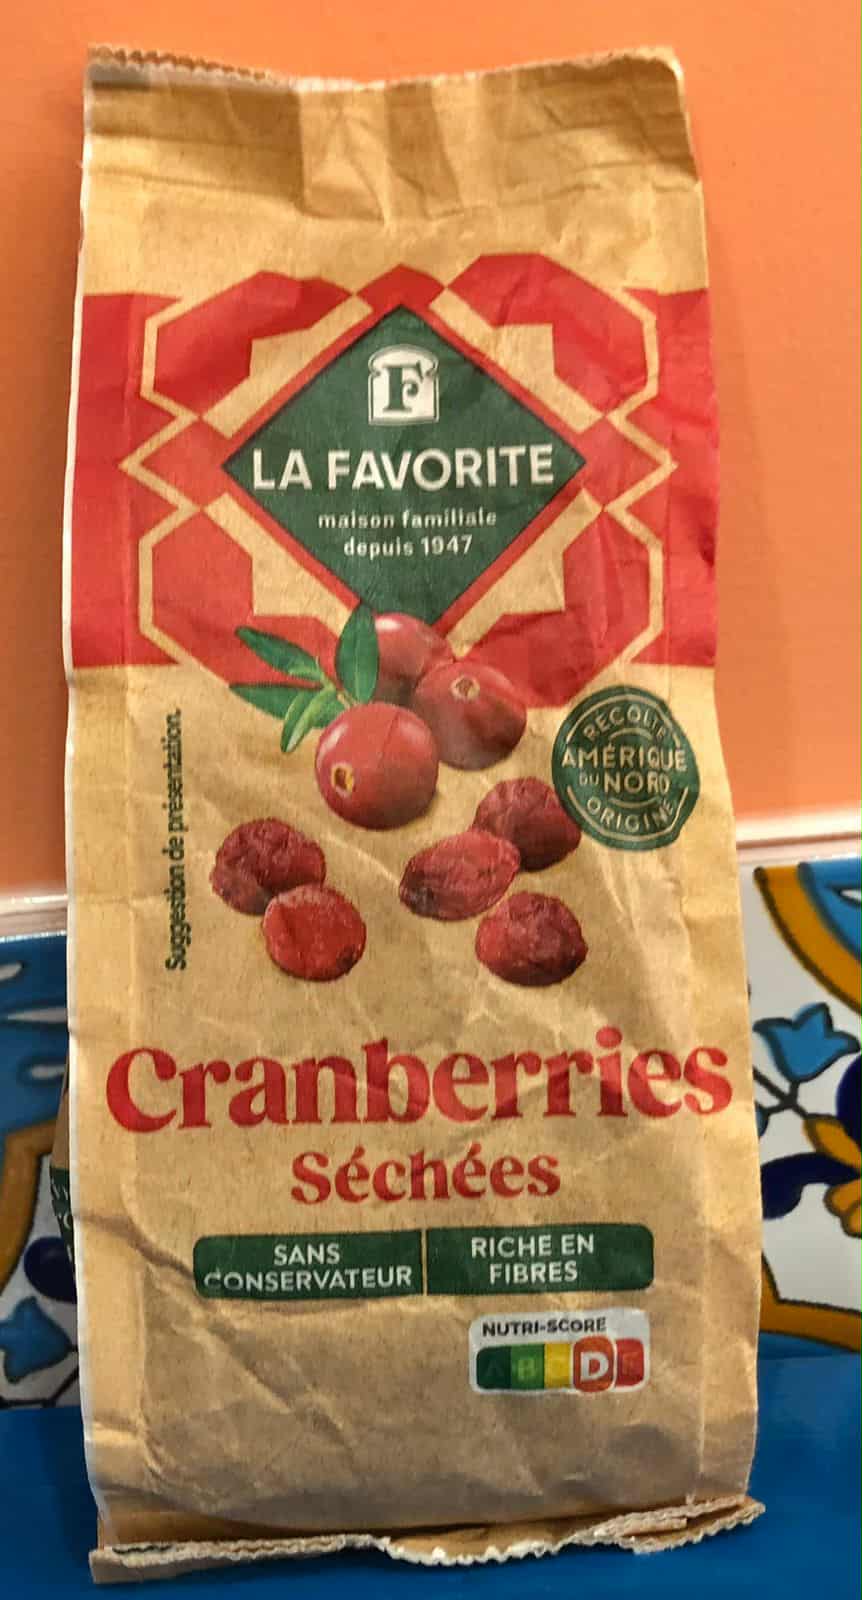 F
LA FAVORITE
maison familiale
depuis 1947
RÉCOLTE
AMÉRIQUE
DU NORD
ORIGINE
Suggestion de présentation.
Cranberries
Séchées
SANS
CONSERVATEUR
RICHE EN
FIBRES
NUTRI-SCORE
A B C D E